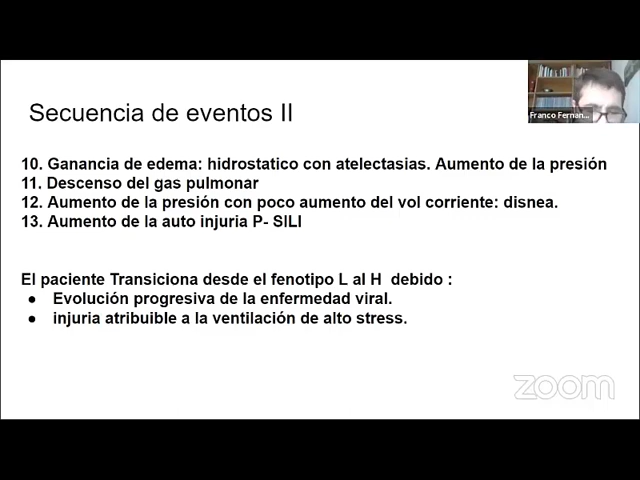 Franco Fernan...
Secuencia de eventos II
10. Ganancia de edema: hidrostatico con atelectasias. Aumento de la presión
11. Descenso del gas pulmonar
12. Aumento de la presión con poco aumento del vol corriente: disnea.
13. Aumento de la auto injuria P- SILI
El paciente Transiciona desde el fenotipo L al H debido :
● Evolución progresiva de la enfermedad viral.
● injuria atribuible a la ventilación de alto stress.
zoom